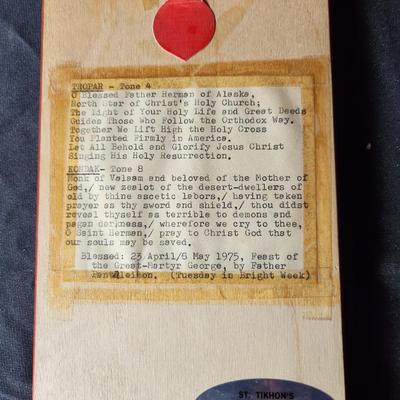 TROPAR - Tone 4
O Blessed Father Herman of Alaska,
North Star of Christ's Holy Church;
The Light of Your Holy Life and Great Deeds
Guides Those Who Follow the Orthodox Way.
Together We Lift High the Holy Cross
You Planted Firmly in America.
Let All Behold and Glorify Jesus Christ
Singing His Holy Resurrection.
KONDAK- Tone 8
Monk of Valaam and beloved of the Mother of
God,/ new zealot of the desert-dwellers of
old by thine ascetic labors,/ having taken
prayer as thy sword and shield,/ thou didst
reveal thyself as terrible to demons and
pagan darkness,/ wherefore we cry to thee,
O Saint Herman,/ pray to Christ God that
our souls may be saved.
Blessed: 23 April/6 May 1975, Feast of
the Great-Martyr George, by Father
Panteleimon. (Tuesday in Bright Week)
ST. TIKHON'S